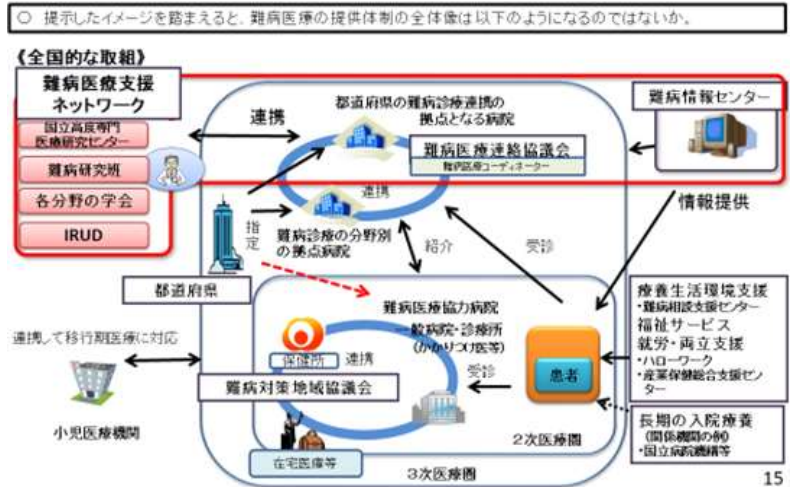 ○ 提示したイメージを踏まえると、難病医療の提供体制の全体像は以下のようになるのではないか。
《全国的な取組》
難病医療支援
ネットワーク
国立高度専門
医療研究センター
難病研究班
各分野の学会
IRUD
連携
都道府県の難病診療連携の
拠点となる病院
難病医療連絡協議会
難病医療コーディネーター
連携
難病診療の分野別
の拠点病院
難病情報センター
情報提供
指定
都道府県
紹介
受診
連携して移行期医療に対応
小児医療機関
難病医療協力病院
一般病院・診療所
(かかりつけ医等)
保健所
連携
難病対策地域協議会
在宅医療等
受診
患者
2次医療圏
3次医療圏
療養生活環境支援
・難病相談支援センター
福祉サービス
就労・両立支援
・ハローワーク
・産業保健総合支援セン
ター
長期の入院療養
(関係機関の例)
・国立病院機構等
15